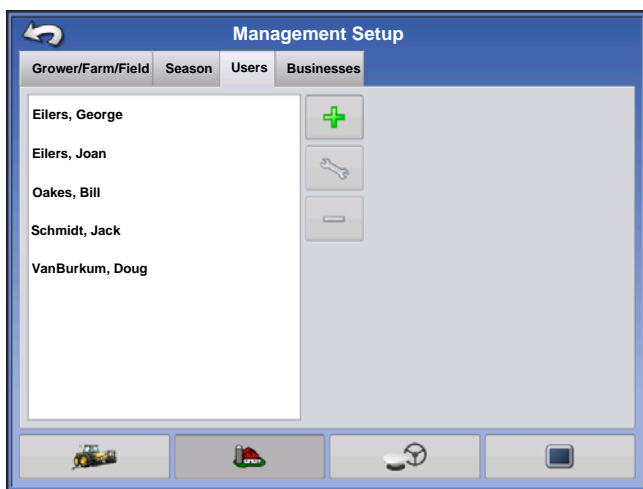 Management Setup
Grower/Farm/Field Season Users Businesses
Eilers, George
Eilers, Joan
Oakes, Bill
Schmidt, Jack
VanBurkum, Doug